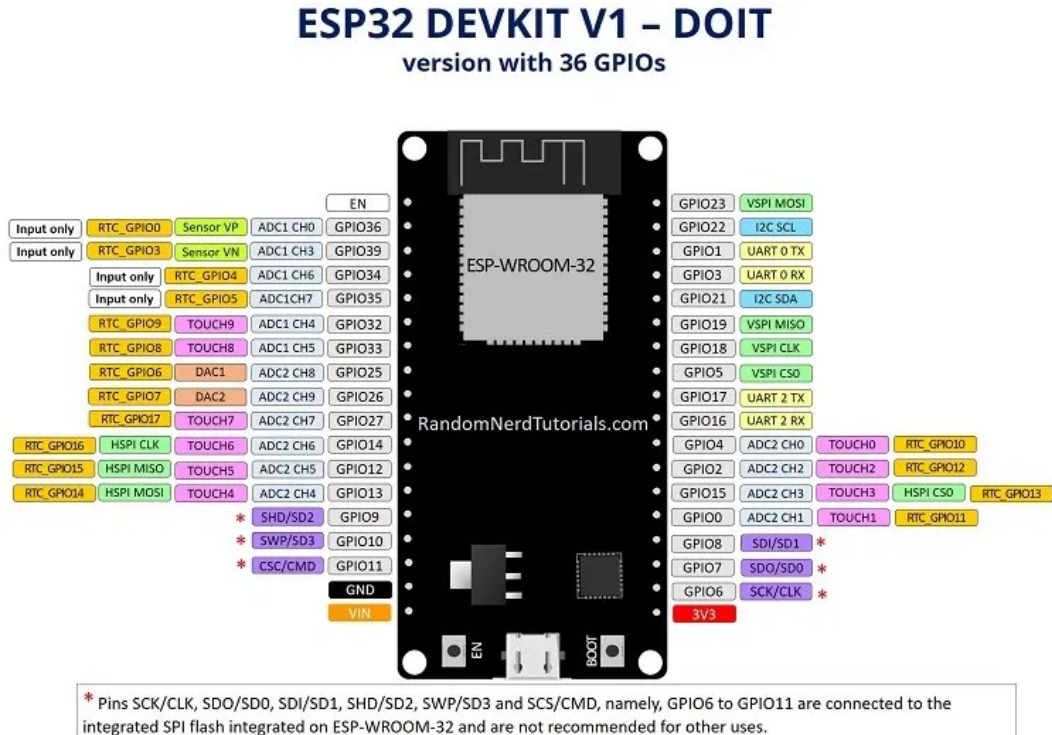 ESP32 DEVKIT V1 – DOIT
version with 36 GPIOs
EN
Input only RTC_GPIO0 Sensor VP ADC1 CH0 GPIO36
Input only RTC_GPIO3 Sensor VN ADC1 CH3 GPIO39
Input only RTC_GPIO4 ADC1 CH6 GPIO34
Input only RTC_GPIO5 ADC1CH7 GPIO35
RTC_GPIO9 TOUCH9 ADC1 CH4 GPIO32
RTC_GPIO8 TOUCH8 ADC1 CH5 GPIO33
RTC_GPIO6 DAC1 ADC2 CH8 GPIO25
RTC_GPIO7 DAC2 ADC2 CH9 GPIO26
RTC_GPIO17 TOUCH7 ADC2 CH7 GPIO27
RTC_GPIO16 HSPI CLK TOUCH6 ADC2 CH6 GPIO14
RTC_GPIO15 HSPI MISO TOUCH5 ADC2 CH5 GPIO12
RTC_GPIO14 HSPI MOSI TOUCH4 ADC2 CH4 GPIO13
* SHD/SD2 GPIO9
* SWP/SD3 GPIO10
* CSC/CMD GPIO11
GND
VIN
ESP-WROOM-32
RandomNerdTutorials.com
EN
BOOT
GPIO23 VSPI MOSI
GPIO22 I2C SCL
GPIO1 UART 0 TX
GPIO3 UART 0 RX
GPIO21 I2C SDA
GPIO19 VSPI MISO
GPIO18 VSPI CLK
GPIO5 VSPI CS0
GPIO17 UART 2 TX
GPIO16 UART 2 RX
GPIO4 ADC2 CH0 TOUCH0 RTC_GPIO10
GPIO2 ADC2 CH2 TOUCH2 RTC_GPIO12
GPIO15 ADC2 CH3 TOUCH3 HSPI CS0 RTC_GPIO13
GPIO0 ADC2 CH1 TOUCH1 RTC_GPIO11
GPIO8 SDI/SD1 *
GPIO7 SDO/SD0 *
GPIO6 SCK/CLK *
3V3
* Pins SCK/CLK, SDO/SD0, SDI/SD1, SHD/SD2, SWP/SD3 and SCS/CMD, namely, GPIO6 to GPIO11 are connected to the
integrated SPI flash integrated on ESP-WROOM-32 and are not recommended for other uses.